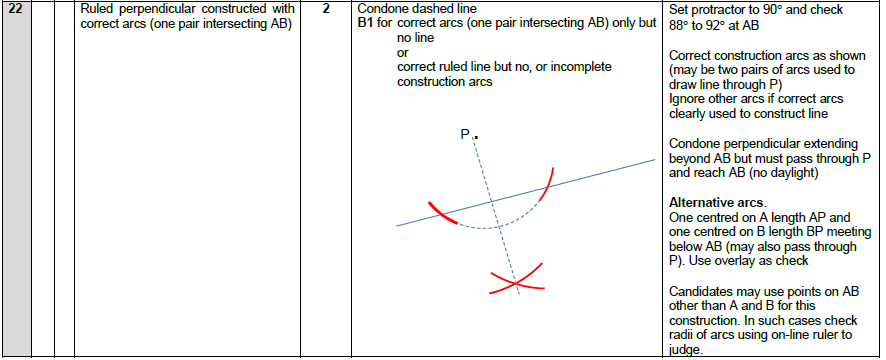 22
Ruled perpendicular constructed with
correct arcs (one pair intersecting AB)
2
Condone dashed line
B1 for correct arcs (one pair intersecting AB) only but
no line
or
correct ruled line but no, or incomplete
construction arcs
P
Set protractor to 90° and check
88° to 92° at AB
Correct construction arcs as shown
(may be two pairs of arcs used to
draw line through P)
Ignore other arcs if correct arcs
clearly used to construct line
Condone perpendicular extending
beyond AB but must pass through P
and reach AB (no daylight)
Alternative arcs.
One centred on A length AP and
one centred on B length BP meeting
below AB (may also pass through
P). Use overlay as check
Candidates may use points on AB
other than A and B for this
construction. In such cases check
radii of arcs using on-line ruler to
judge.